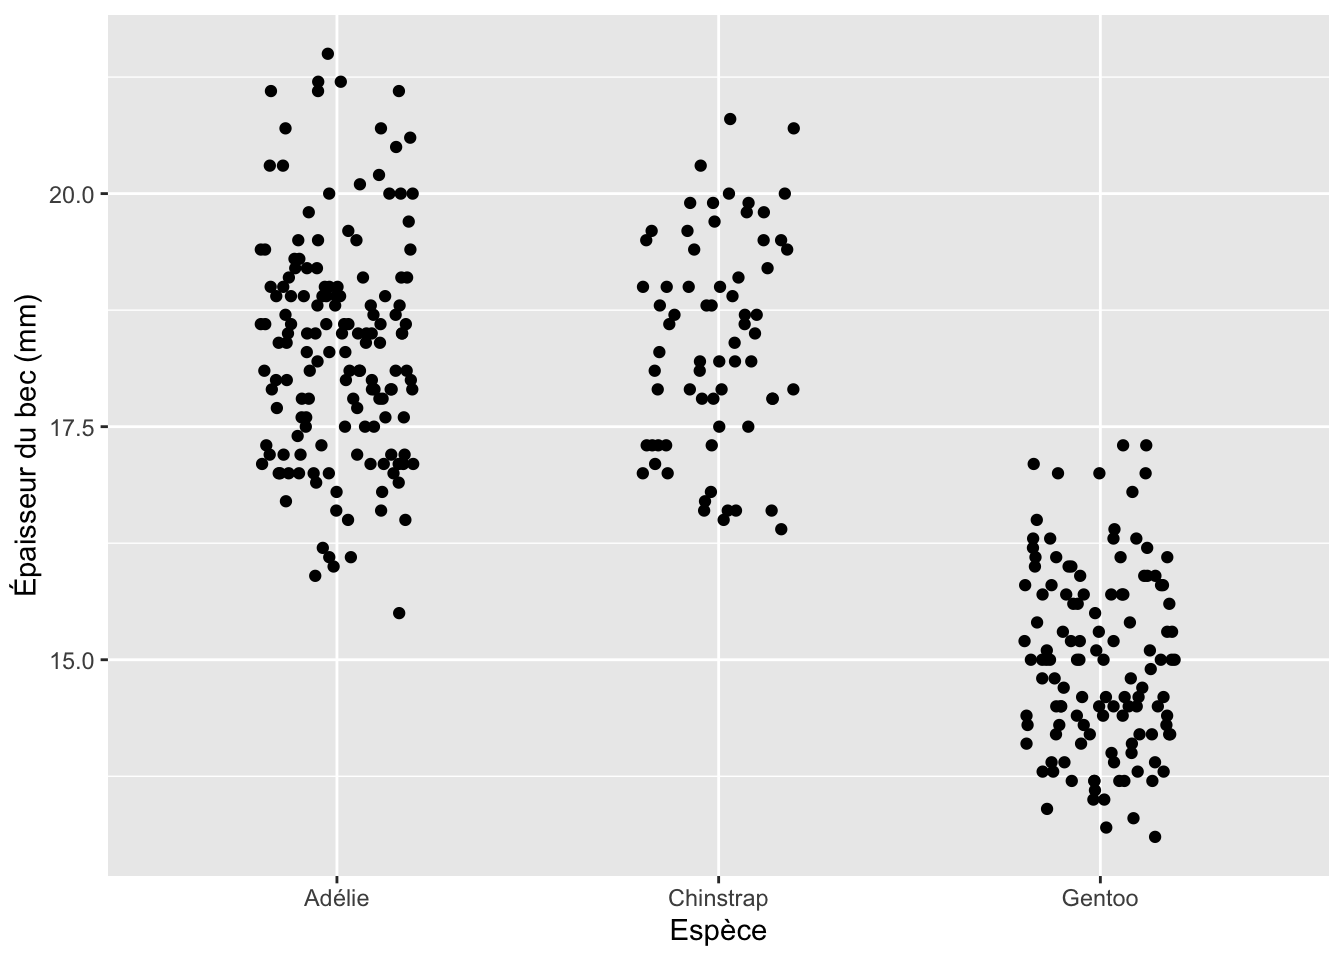 Épaisseur du bec (mm)
20.0
17.5
15.0
Adélie
Chinstrap
Gentoo
Espèce